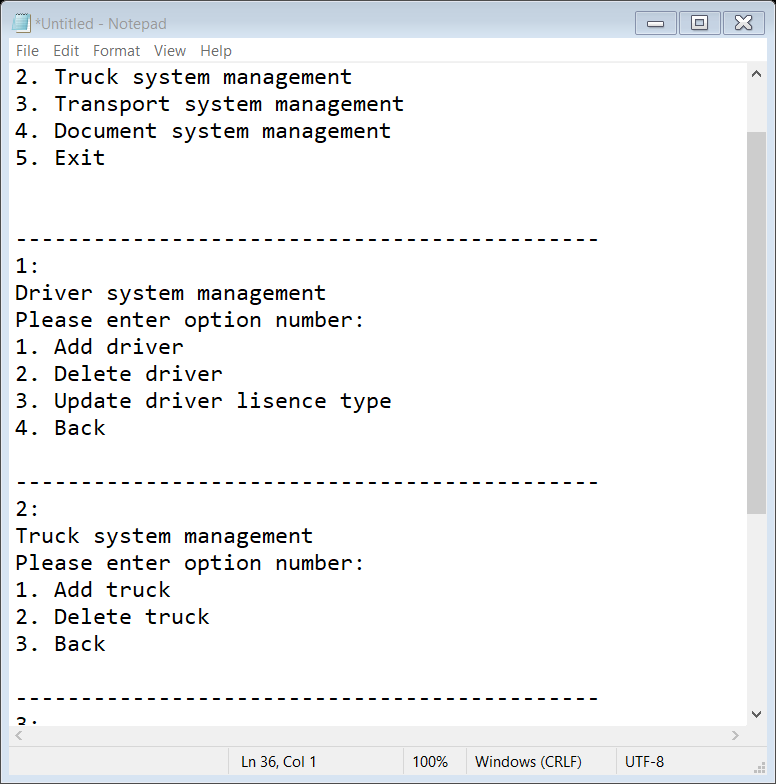 *Untitled - Notepad
File Edit Format View Help
2. Truck system management
3. Transport system management
4. Document system management
5. Exit
---------------------------------------------
1:
Driver system management
Please enter option number:
1. Add driver
2. Delete driver
3. Update driver lisence type
4. Back
---------------------------------------------
2:
Truck system management
Please enter option number:
1. Add truck
2. Delete truck
3. Back
---------------------------------------------
3:
Ln 36, Col 1 100% Windows (CRLF) UTF-8